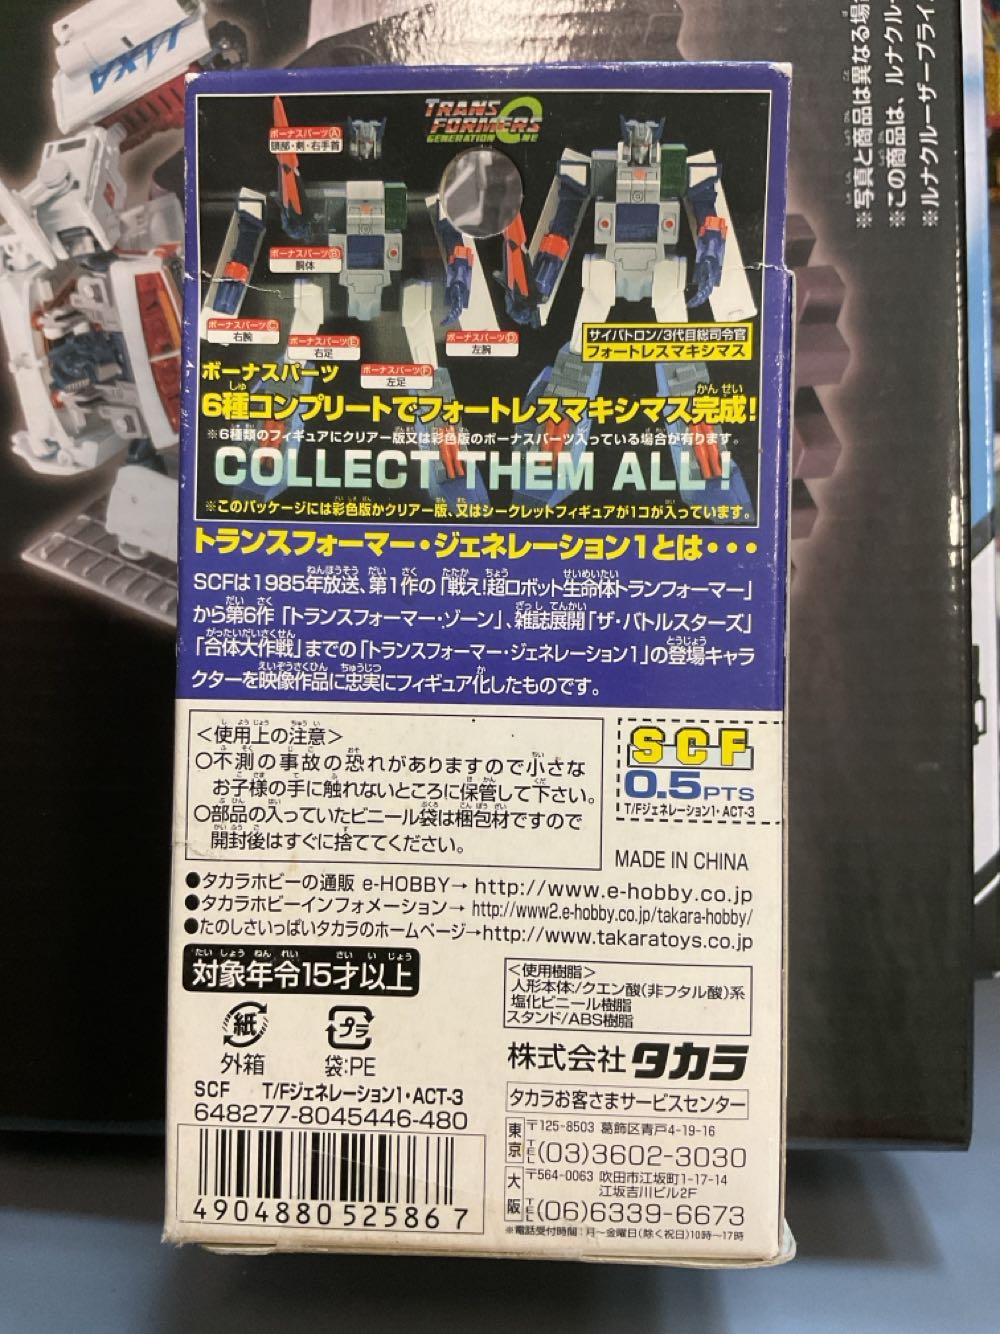 TRANSFORMERS
GENERATION ONE
ボーナスパーツⒶ
頭部・剣・右手首
ボーナスパーツⒷ
胴体
ボーナスパーツⒸ
右腕
ボーナスパーツⒺ
右足
ボーナスパーツⒻ
左足
ボーナスパーツⒹ
左腕
サイバトロン/3代目総司令官
フォートレスマキシマス
ボーナスパーツ
6種コンプリートでフォートレスマキシマス完成!
※6種類のフィギュアにクリアー版又は彩色版のボーナスパーツ入っている場合が有ります。
COLLECT THEM ALL!
※このパッケージには彩色版かクリアー版、又はシークレットフィギュアが1コが入っています。
トランスフォーマー・ジェネレーション1とは・・・
SCFは1985年放送、第1作の「戦え!超ロボット生命体トランスフォーマー」
から第6作「トランスフォーマー・ゾーン」、雑誌展開「ザ・バトルスターズ」
「合体大作戦」までの「トランスフォーマー・ジェネレーション1」の登場キャラ
クターを映像作品に忠実にフィギュア化したものです。
<使用上の注意>
○不測の事故の恐れがありますので小さな
お子様の手に触れないところに保管して下さい。
○部品の入っていたビニール袋は梱包材ですので
開封後はすぐに捨ててください。
SCF
0.5PTS
T/Fジェネレーション1・ACT-3
MADE IN CHINA
●タカラホビーの通販 e-HOBBY→ http://www.e-hobby.co.jp
●タカラホビーインフォメーション→ http://www2.e-hobby.co.jp/takara-hobby/
●たのしさいっぱいタカラのホームページ→http://www.takaratoys.co.jp
対象年令15才以上
<使用樹脂>
人形本体:/クエン酸(非フタル酸)系
塩化ビニール樹脂
スタンド/ABS樹脂
紙
外箱
プラ
袋:PE
株式会社タカラ
タカラお客さまサービスセンター
東京
〒125-8503 葛飾区青戸4-19-16
TEL(03)3602-3030
大阪
〒564-0063 吹田市江坂町1-17-14
江坂吉川ビル2F
TEL(06)6339-6673
※電話受付時間:月〜金曜日(除く祝日)10時〜17時
SCF T/Fジェネレーション1・ACT-3
648277-8045446-480
4904880525867
※写真と商品は異なる場
※この商品は、ルナクル
※ルナクルーザープライ